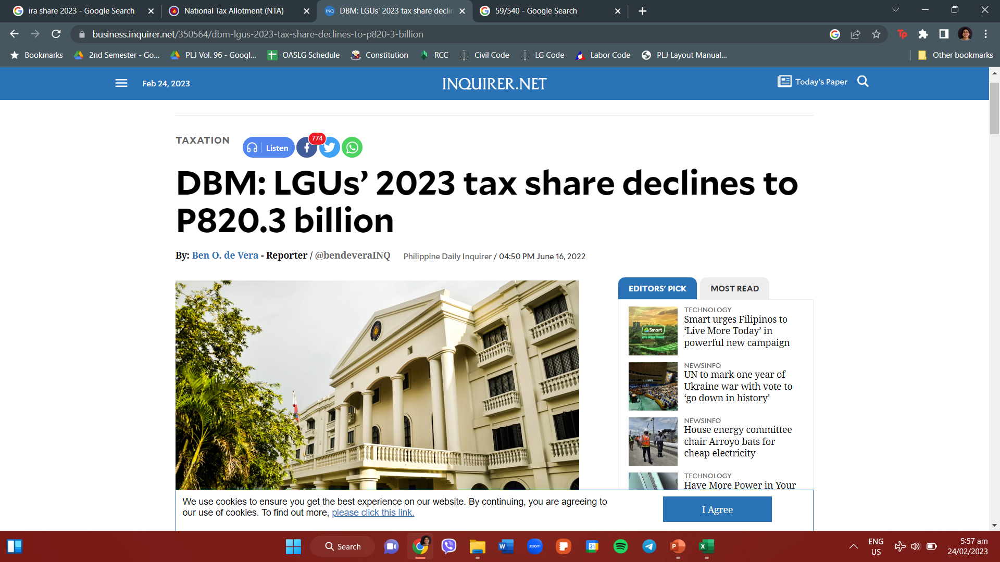 ira share 2023 - Google Search
National Tax Allotment (NTA)
INQ
DBM: LGUs' 2023 tax share declin
59/540 - Google Search
business.inquirer.net/350564/dbm-lgus-2023-tax-share-declines-to-p820-3-billion
Bookmarks
2nd Semester - Go...
PLJ Vol. 96 - Googl...
OASLG Schedule
Constitution
RCC
Civil Code
LG Code
Labor Code
PLJ Layout Manual...
Other bookmarks
Feb 24, 2023
INQUIRER.NET
Today's Paper
TAXATION
Listen
774
DBM: LGUs’ 2023 tax share declines to
P820.3 billion
By: Ben O. de Vera - Reporter / @bendeveraINQ
Philippine Daily Inquirer / 04:50 PM June 16, 2022
EDITORS’ PICK
MOST READ
Smart
LIVE MORE TODAY
TECHNOLOGY
Smart urges Filipinos to
‘Live More Today’ in
powerful new campaign
NEWSINFO
UN to mark one year of
Ukraine war with vote to
‘go down in history’
NEWSINFO
House energy committee
chair Arroyo bats for
cheap electricity
TECHNOLOGY
Have More Power in Your
We use cookies to ensure you get the best experience on our website. By continuing, you are agreeing to
our use of cookies. To find out more, please click this link.
I Agree
Search
zoom
31
ENG
US
5:57 am
24/02/2023